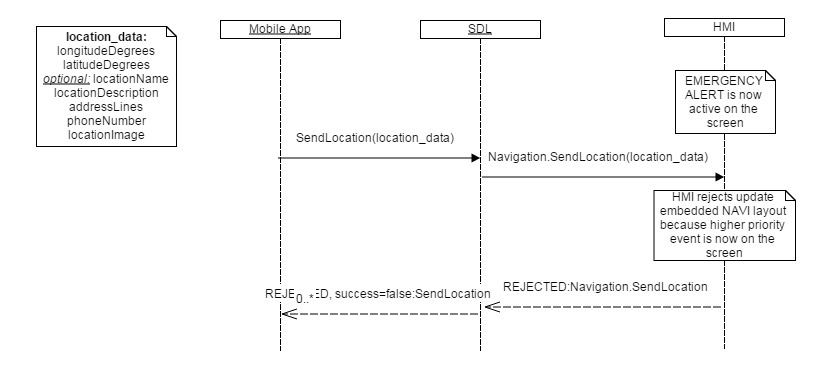 location_data:
longitudeDegrees
latitudeDegrees
optional: locationName
locationDescription
addressLines
phoneNumber
locationImage
Mobile App
SDL
HMI
EMERGENCY
ALERT is now
active on the
screen
SendLocation(location_data)
Navigation.SendLocation(location_data)
HMI rejects update
embedded NAVI layout
because higher priority
event is now on the
screen
REJECTED:Navigation.SendLocation
success=false:SendLocation
0..*